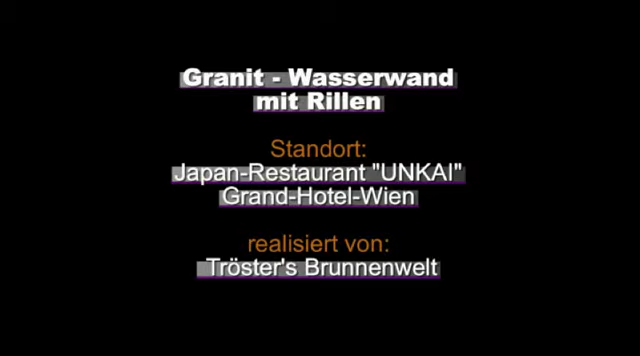 Granit - Wasserwand
mit Rillen
Standort:
Japan-Restaurant "UNKAI"
Grand-Hotel-Wien
realisiert von:
Tröster's Brunnenwelt